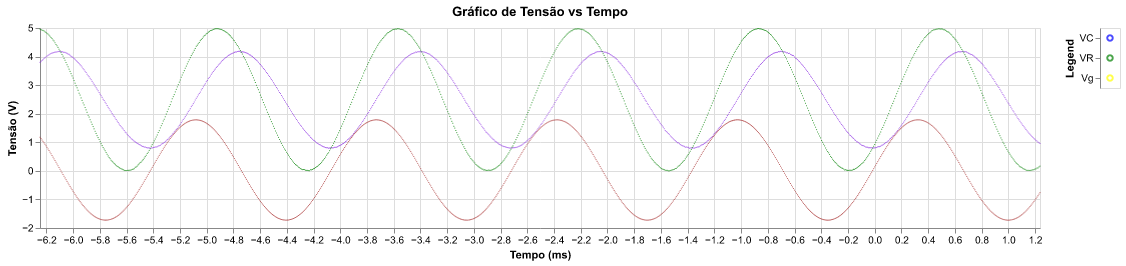 Gráfico de Tensão vs Tempo
5
4
3
2
1
0
−1
−2
Tensão (V)
−6.2 −6.0 −5.8 −5.6 −5.4 −5.2 −5.0 −4.8 −4.6 −4.4 −4.2 −4.0 −3.8 −3.6 −3.4 −3.2 −3.0 −2.8 −2.6 −2.4 −2.2 −2.0 −1.8 −1.6 −1.4 −1.2 −1.0 −0.8 −0.6 −0.4 −0.2 0.0 0.2 0.4 0.6 0.8 1.0 1.2
Tempo (ms)
Legend
VC
VR
Vg